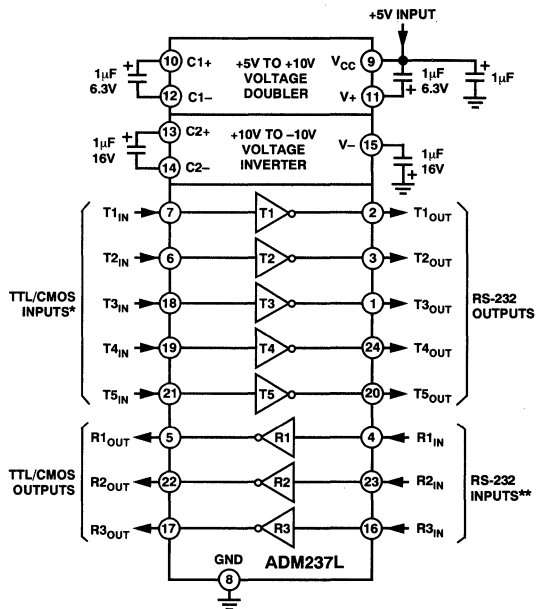 +5V INPUT
10 C1+ +5V TO +10V VOLTAGE DOUBLER VCC 9
1µF 6.3V
12 C1– V+ 11
1µF 6.3V
1µF
13 C2+ +10V TO –10V VOLTAGE INVERTER V– 15
1µF 16V
14 C2–
1µF 16V
T1IN 7 T1 2 T1OUT
T2IN 6 T2 3 T2OUT
TTL/CMOS INPUTS*
T3IN 18 T3 1 T3OUT
RS-232 OUTPUTS
T4IN 19 T4 24 T4OUT
T5IN 21 T5 20 T5OUT
R1OUT 5 R1 4 R1IN
TTL/CMOS OUTPUTS
R2OUT 22 R2 23 R2IN
RS-232 INPUTS**
R3OUT 17 R3 16 R3IN
GND
8
ADM237L